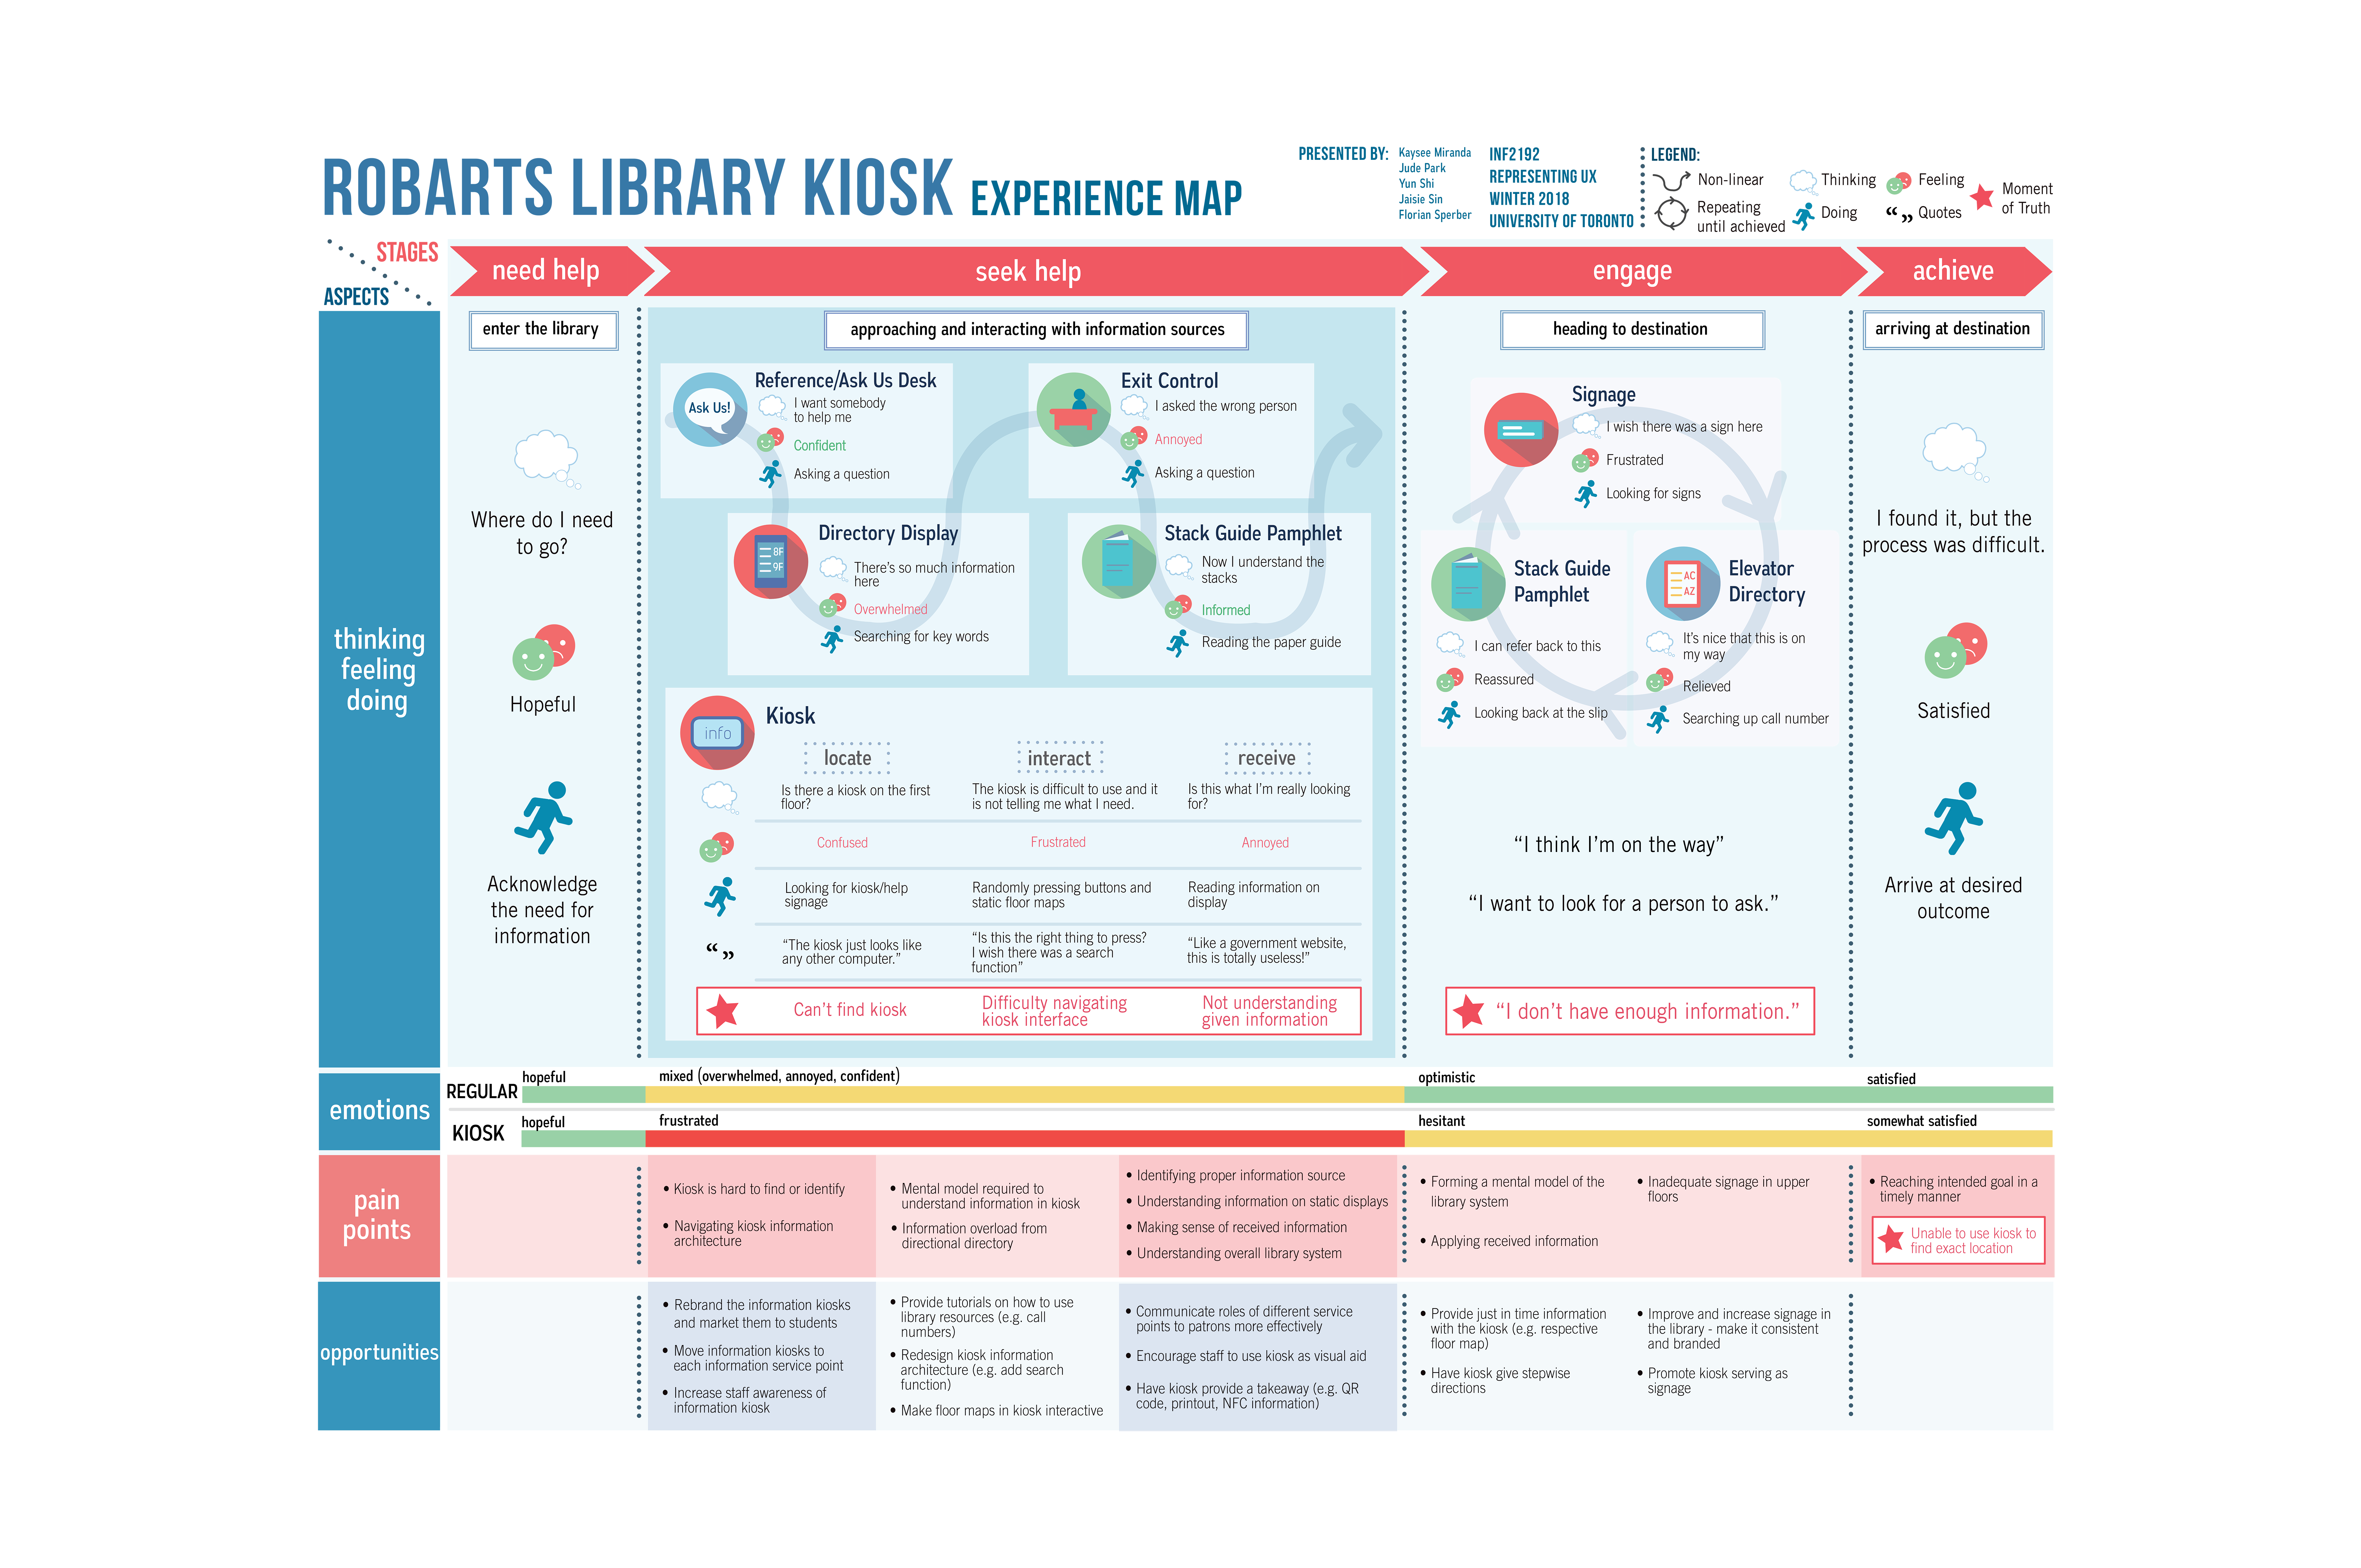 ROBARTS LIBRARY KIOSK EXPERIENCE MAP
PRESENTED BY:
Kaysee Miranda
Jude Park
Yun Shi
Jaisie Sin
Florian Sperber
INF2192
REPRESENTING UX
WINTER 2018
UNIVERSITY OF TORONTO
LEGEND:
Non-linear
Repeating
until achieved
Thinking
Doing
Feeling
“ ” Quotes
Moment
of Truth
STAGES
ASPECTS
need help
seek help
engage
achieve
thinking
feeling
doing
enter the library
Where do I need
to go?
Hopeful
Acknowledge
the need for
information
approaching and interacting with information sources
Ask Us!
Reference/Ask Us Desk
I want somebody
to help me
Confident
Asking a question
Exit Control
I asked the wrong person
Annoyed
Asking a question
8F
9F
Directory Display
There's so much information
here
Overwhelmed
Searching for key words
Stack Guide Pamphlet
Now I understand the
stacks
Informed
Reading the paper guide
info
Kiosk
locate
interact
receive
Is there a kiosk on the first
floor?
The kiosk is difficult to use and it
is not telling me what I need.
Is this what I'm really looking
for?
Confused
Frustrated
Annoyed
Looking for kiosk/help
signage
Randomly pressing buttons and
static floor maps
Reading information on
display
“ ”
“The kiosk just looks like
any other computer.”
“Is this the right thing to press?
I wish there was a search
function”
“Like a government website,
this is totally useless!”
Can't find kiosk
Difficulty navigating
kiosk interface
Not understanding
given information
heading to destination
Signage
I wish there was a sign here
Frustrated
Looking for signs
Stack Guide
Pamphlet
I can refer back to this
Reassured
Looking back at the slip
AC
AZ
Elevator
Directory
It's nice that this is on
my way
Relieved
Searching up call number
“I think I'm on the way”
“I want to look for a person to ask.”
“I don't have enough information.”
arriving at destination
I found it, but the
process was difficult.
Satisfied
Arrive at desired
outcome
emotions
REGULAR
hopeful
mixed (overwhelmed, annoyed, confident)
optimistic
satisfied
KIOSK
hopeful
frustrated
hesitant
somewhat satisfied
pain
points
• Kiosk is hard to find or identify
• Navigating kiosk information
architecture
• Mental model required to
understand information in kiosk
• Information overload from
directional directory
• Identifying proper information source
• Understanding information on static displays
• Making sense of received information
• Understanding overall library system
• Forming a mental model of the
library system
• Applying received information
• Inadequate signage in upper
floors
• Reaching intended goal in a
timely manner
Unable to use kiosk to
find exact location
opportunities
• Rebrand the information kiosks
and market them to students
• Move information kiosks to
each information service point
• Increase staff awareness of
information kiosk
• Provide tutorials on how to use
library resources (e.g. call
numbers)
• Redesign kiosk information
architecture (e.g. add search
function)
• Make floor maps in kiosk interactive
• Communicate roles of different service
points to patrons more effectively
• Encourage staff to use kiosk as visual aid
• Have kiosk provide a takeaway (e.g. QR
code, printout, NFC information)
• Provide just in time information
with the kiosk (e.g. respective
floor map)
• Have kiosk give stepwise
directions
• Improve and increase signage in
the library - make it consistent
and branded
• Promote kiosk serving as
signage